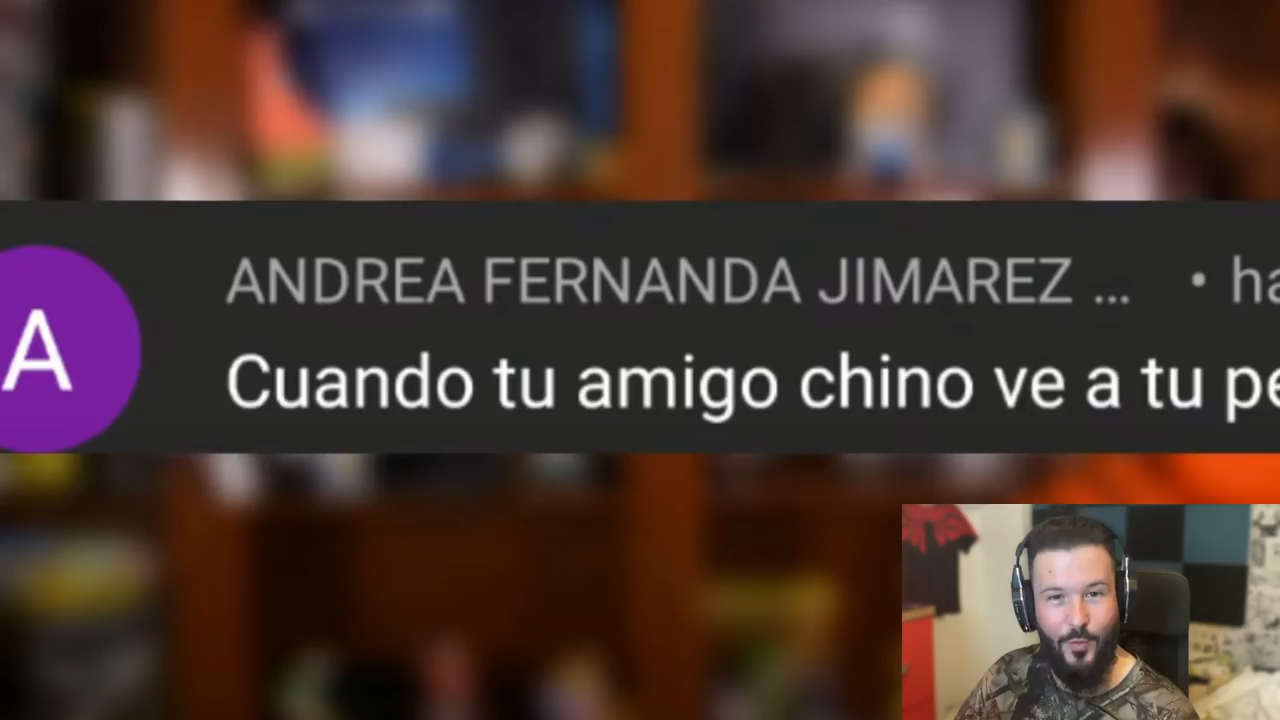 A
ANDREA FERNANDA JIMAREZ ... • ha
Cuando tu amigo chino ve a tu pe